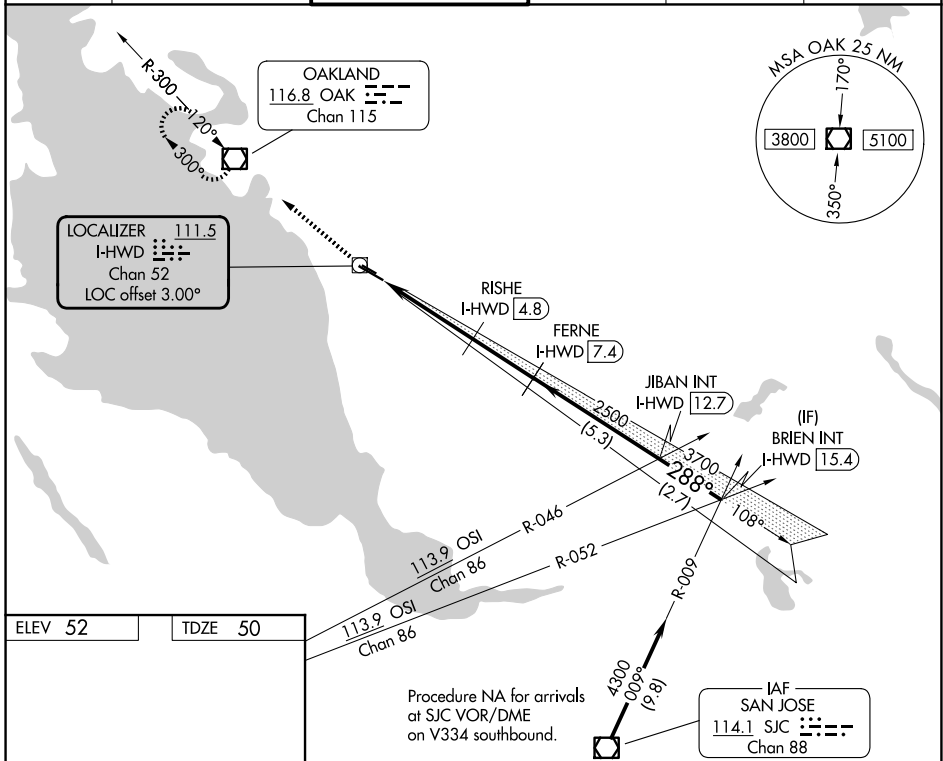 R-300
120°
300°
OAKLAND
116.8 OAK
Chan 115
MSA OAK 25 NM
170°
3800
5100
350°
LOCALIZER 111.5
I-HWD
Chan 52
LOC offset 3.00°
RISHE
I-HWD 4.8
FERNE
I-HWD 7.4
JIBAN INT
I-HWD 12.7
(IF)
BRIEN INT
I-HWD 15.4
2500
(5.3)
3700
288°
(2.7)
108°
R-046
113.9 OSI
Chan 86
R-052
113.9 OSI
Chan 86
R-009
ELEV 52
TDZE 50
4300
009°
(9.8)
Procedure NA for arrivals
at SJC VOR/DME
on V334 southbound.
IAF
SAN JOSE
114.1 SJC
Chan 88